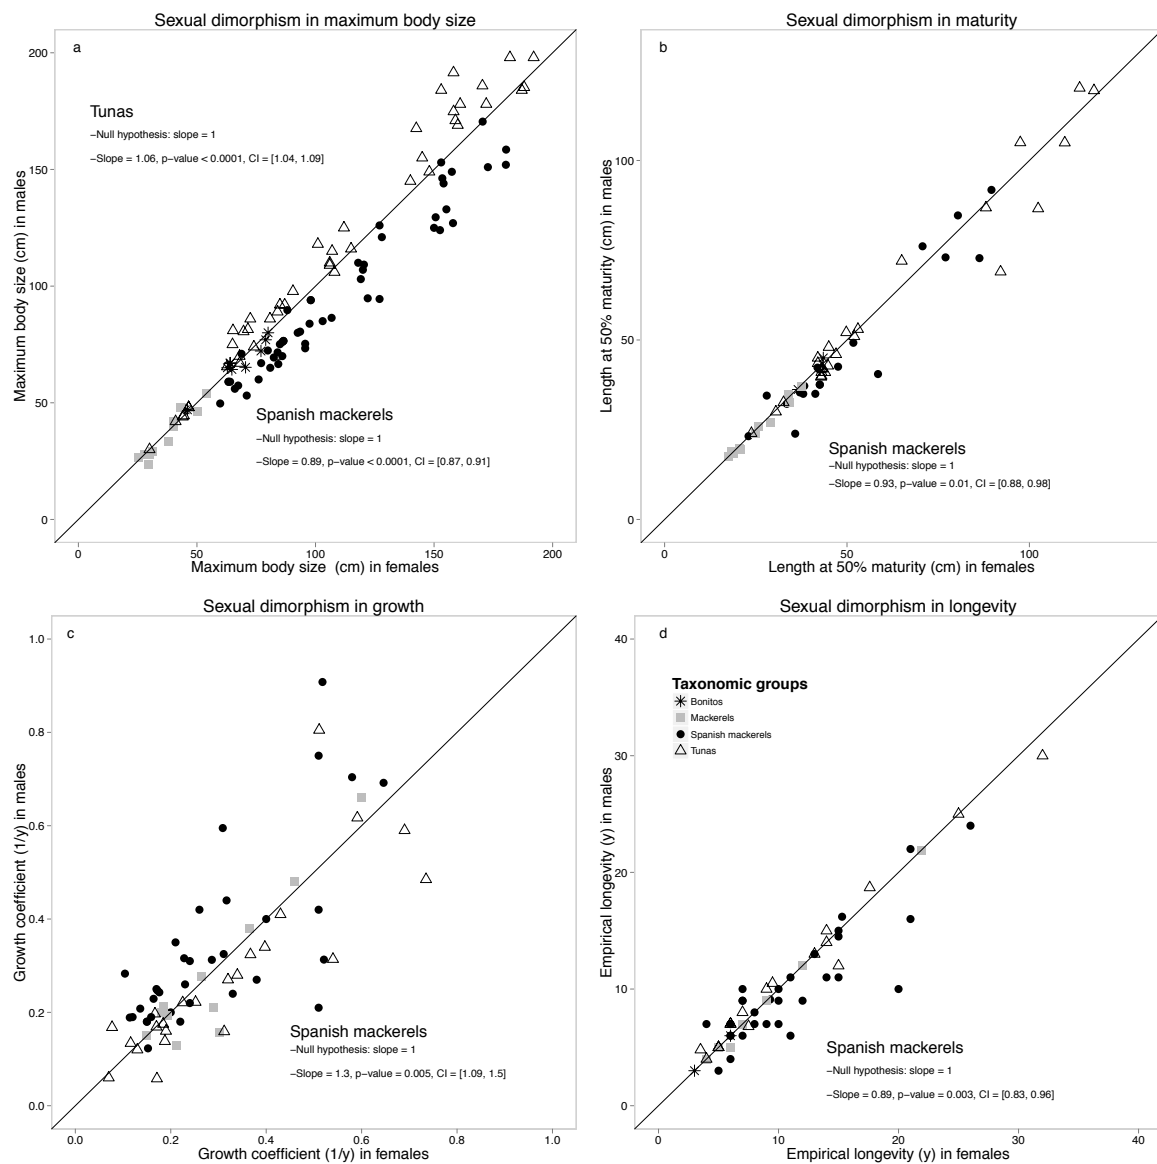 Sexual dimorphism in maximum body size
a
200
150
100
50
0
Maximum body size (cm) in males
Tunas
−Null hypothesis: slope = 1
−Slope = 1.06, p−value < 0.0001, CI = [1.04, 1.09]
Spanish mackerels
−Null hypothesis: slope = 1
−Slope = 0.89, p−value < 0.0001, CI = [0.87, 0.91]
0 50 100 150 200
Maximum body size (cm) in females
Sexual dimorphism in maturity
b
100
50
0
Length at 50% maturity (cm) in males
Spanish mackerels
−Null hypothesis: slope = 1
−Slope = 0.93, p−value = 0.01, CI = [0.88, 0.98]
0 50 100
Length at 50% maturity (cm) in females
Sexual dimorphism in growth
c
1.0
0.8
0.6
0.4
0.2
0.0
Growth coefficient (1/y) in males
Spanish mackerels
−Null hypothesis: slope = 1
−Slope = 1.3, p−value = 0.005, CI = [1.09, 1.5]
0.0 0.2 0.4 0.6 0.8 1.0
Growth coefficient (1/y) in females
Sexual dimorphism in longevity
d
40
30
20
10
0
Empirical longevity (y) in males
Taxonomic groups
Bonitos
Mackerels
Spanish mackerels
Tunas
Spanish mackerels
−Null hypothesis: slope = 1
−Slope = 0.89, p−value = 0.003, CI = [0.83, 0.96]
0 10 20 30 40
Empirical longevity (y) in females